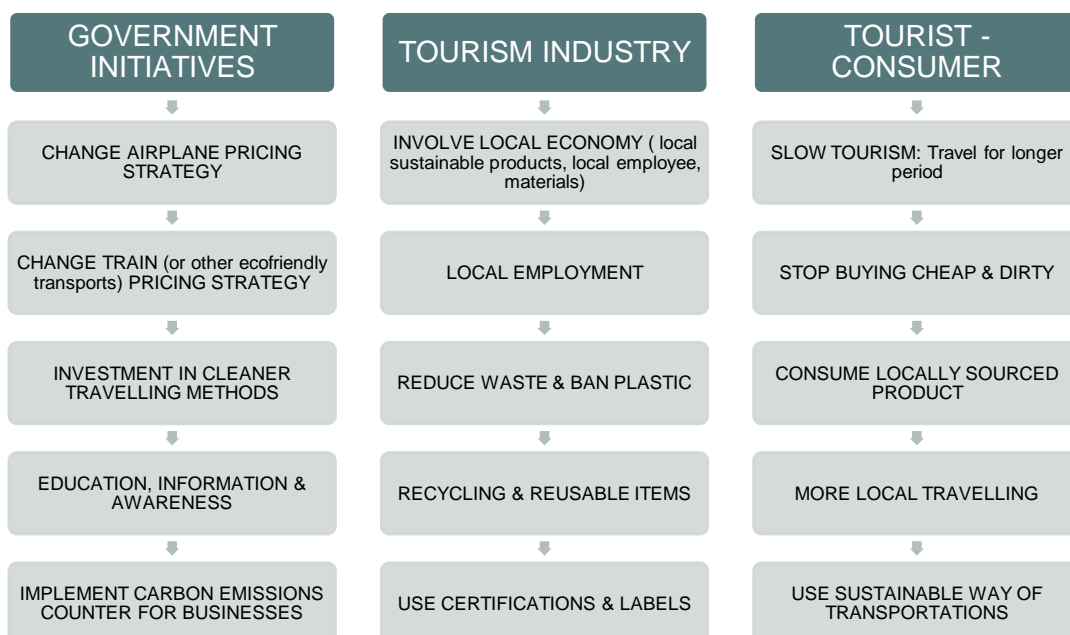 GOVERNMENT
INITIATIVES
CHANGE AIRPLANE PRICING
STRATEGY
CHANGE TRAIN (or other ecofriendly
transports) PRICING STRATEGY
INVESTMENT IN CLEANER
TRAVELLING METHODS
EDUCATION, INFORMATION &
AWARENESS
IMPLEMENT CARBON EMISSIONS
COUNTER FOR BUSINESSES
TOURISM INDUSTRY
INVOLVE LOCAL ECONOMY ( local
sustainable products, local employee,
materials)
LOCAL EMPLOYMENT
REDUCE WASTE & BAN PLASTIC
RECYCLING & REUSABLE ITEMS
USE CERTIFICATIONS & LABELS
TOURIST -
CONSUMER
SLOW TOURISM: Travel for longer
period
STOP BUYING CHEAP & DIRTY
CONSUME LOCALLY SOURCED
PRODUCT
MORE LOCAL TRAVELLING
USE SUSTAINABLE WAY OF
TRANSPORTATIONS